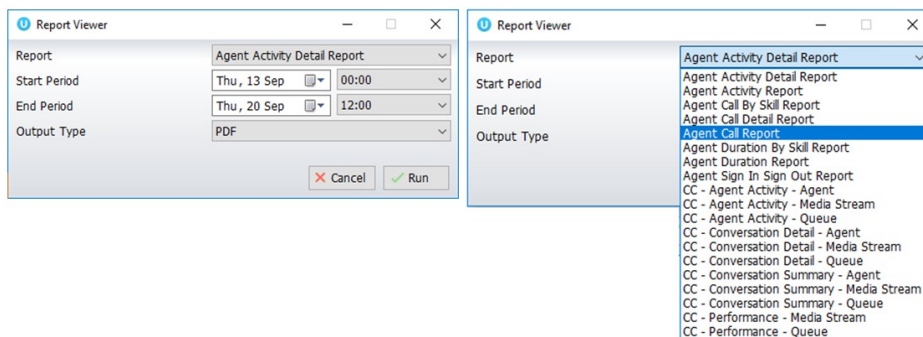 Report Viewer
Report
Agent Activity Detail Report
Start Period
Thu , 13 Sep
00:00
End Period
Thu , 20 Sep
12:00
Output Type
PDF
Cancel
Run
Report Viewer
Report
Agent Activity Detail Report
Start Period
End Period
Output Type
Agent Activity Detail Report
Agent Activity Report
Agent Call By Skill Report
Agent Call Detail Report
Agent Call Report
Agent Duration By Skill Report
Agent Duration Report
Agent Sign In Sign Out Report
CC - Agent Activity - Agent
CC - Agent Activity - Media Stream
CC - Agent Activity - Queue
CC - Conversation Detail - Agent
CC - Conversation Detail - Media Stream
CC - Conversation Detail - Queue
CC - Conversation Summary - Agent
CC - Conversation Summary - Media Stream
CC - Conversation Summary - Queue
CC - Performance - Media Stream
CC - Performance - Queue